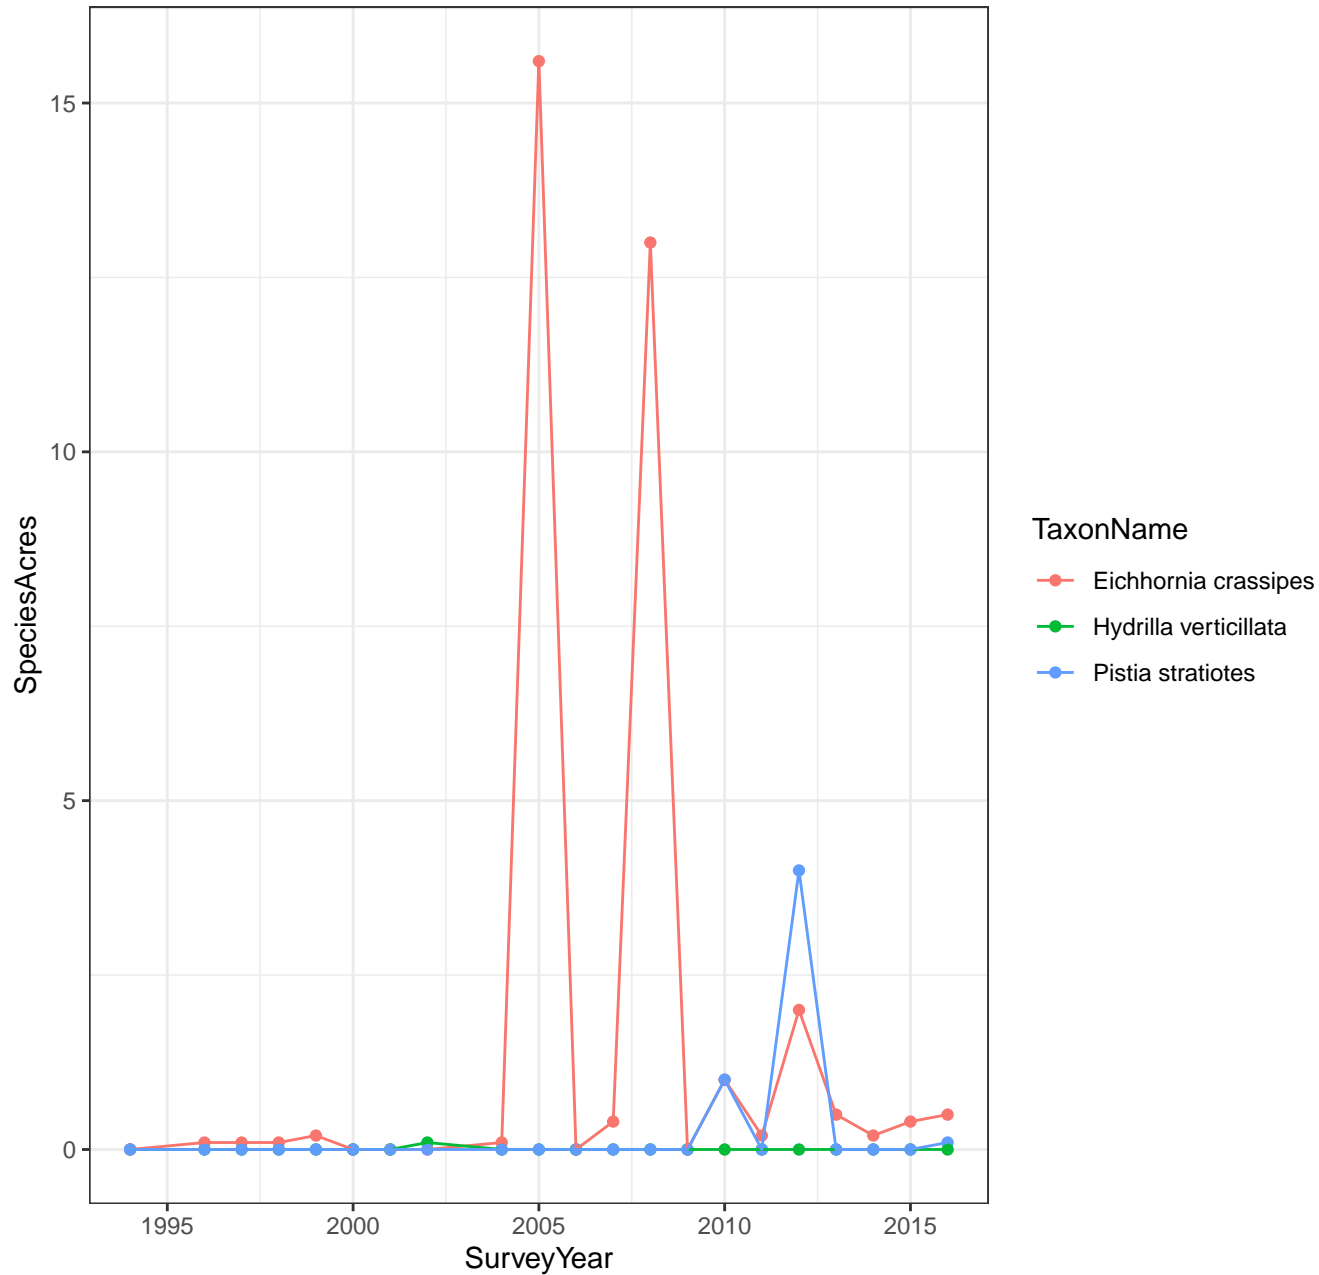 15
10
5
0
SpeciesAcres
1995 2000 2005 2010 2015
SurveyYear
TaxonName
Eichhornia crassipes
Hydrilla verticillata
Pistia stratiotes